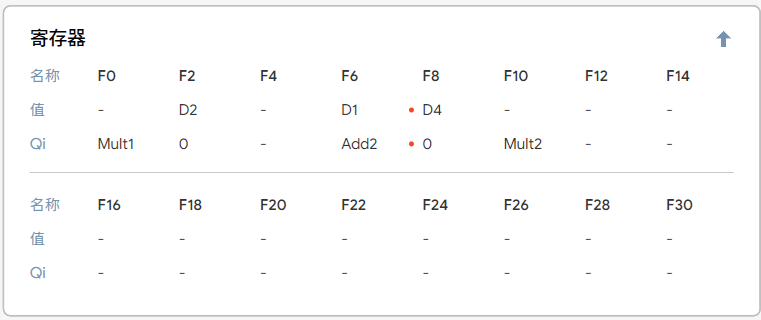 寄存器
名称 F0 F2 F4 F6 F8 F10 F12 F14
值 - D2 - D1 D4 - - -
Qi Mult1 0 - Add2 0 Mult2 - -
名称 F16 F18 F20 F22 F24 F26 F28 F30
值 - - - - - - - -
Qi - - - - - - - -